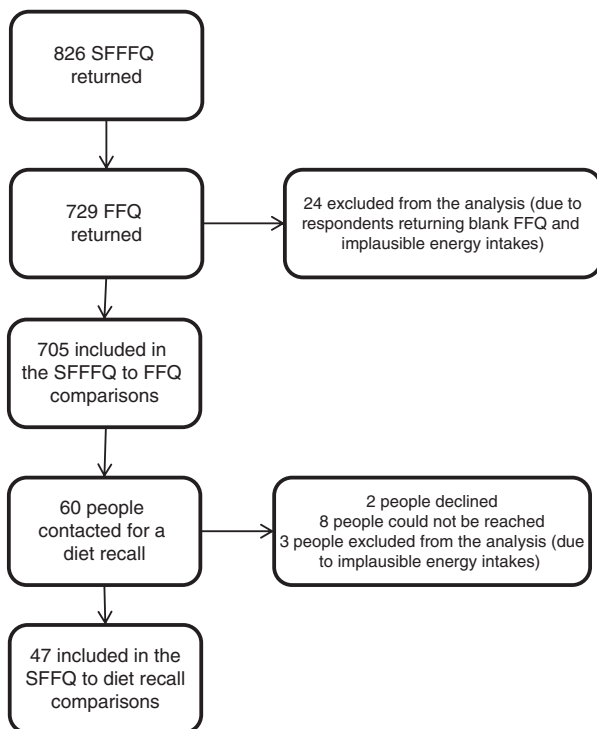 826 SFFFQ
returned
729 FFQ
returned
24 excluded from the analysis (due to
respondents returning blank FFQ and
implausible energy intakes)
705 included in
the SFFFQ to FFQ
comparisons
60 people
contacted for a
diet recall
2 people declined
8 people could not be reached
3 people excluded from the analysis (due
to implausible energy intakes)
47 included in the
SFFQ to diet recall
comparisons